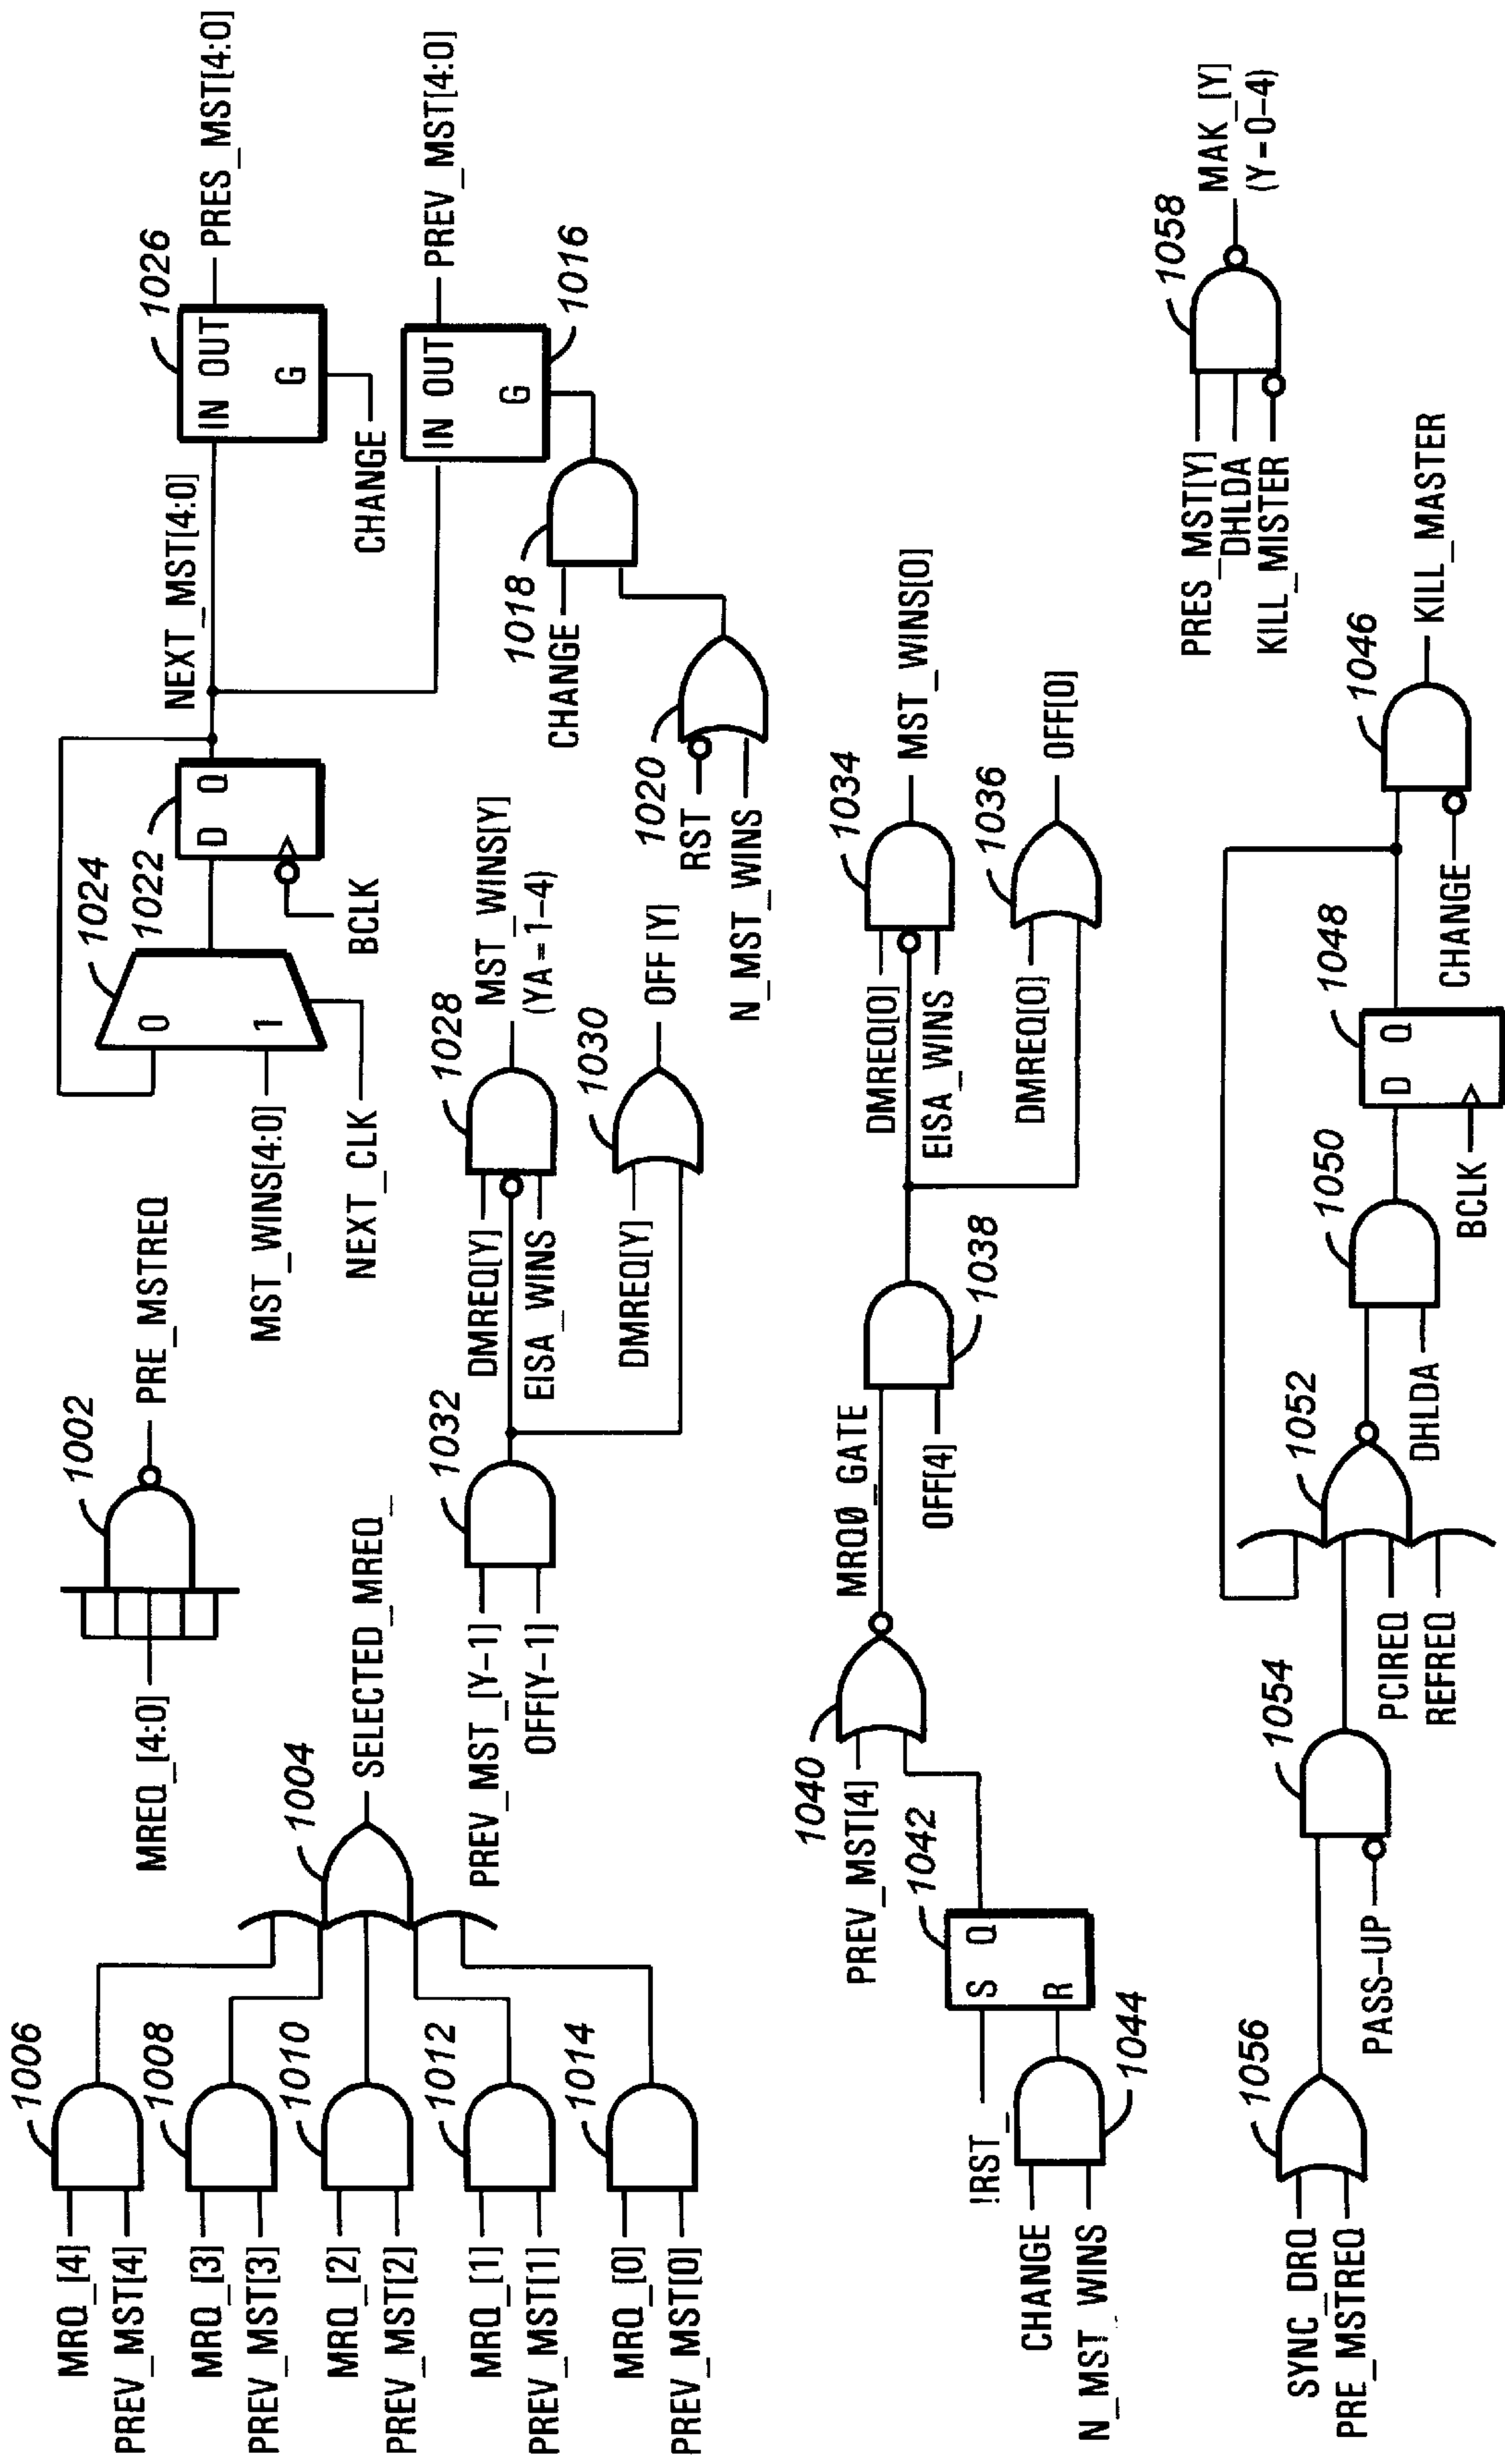 MREQ_[4:0]
1002
PRE_MSTREQ
MRQ_[4]
PREV_MST[4]
1006
MRQ_[3]
PREV_MST[3]
1008
MRQ_[2]
PREV_MST[2]
1010
MRQ_[1]
PREV_MST[1]
1012
MRQ_[0]
PREV_MST[0]
1014
1004
SELECTED_MREQ_
MST_WINS[4:0]
NEXT_CLK
0
1
1024
1022
D Q
BCLK
NEXT_MST[4:0]
IN OUT
G
1026
PRES_MST[4:0]
CHANGE
IN OUT
G
1016
PREV_MST[4:0]
1018
CHANGE
1020
RST
N_MST_WINS
PREV_MST_[Y-1]
OFF[Y-1]
1032
DMREQ[Y]
EISA_WINS
1028
MST_WINS[Y]
(YA=1-4)
DMREQ[Y]
1030
OFF [Y]
CHANGE
N_MST_WINS
1044
!RST_
S Q
R
1042
PREV_MST[4]
1040
MRQ0_GATE
OFF[4]
1038
DMREQ[0]
EISA_WINS
1034
MST_WINS[0]
DMREQ[0]
1036
OFF[0]
SYNC_DRQ
PRE_MSTREQ
1056
PASS-UP
1054
PCIREQ
REFREQ
1052
DHLDA
1050
BCLK
D Q
1048
CHANGE
1046
KILL_MASTER
PRES_MST[Y]
DHLDA
KILL_MISTER
1058
MAK_[Y]
(Y=0-4)